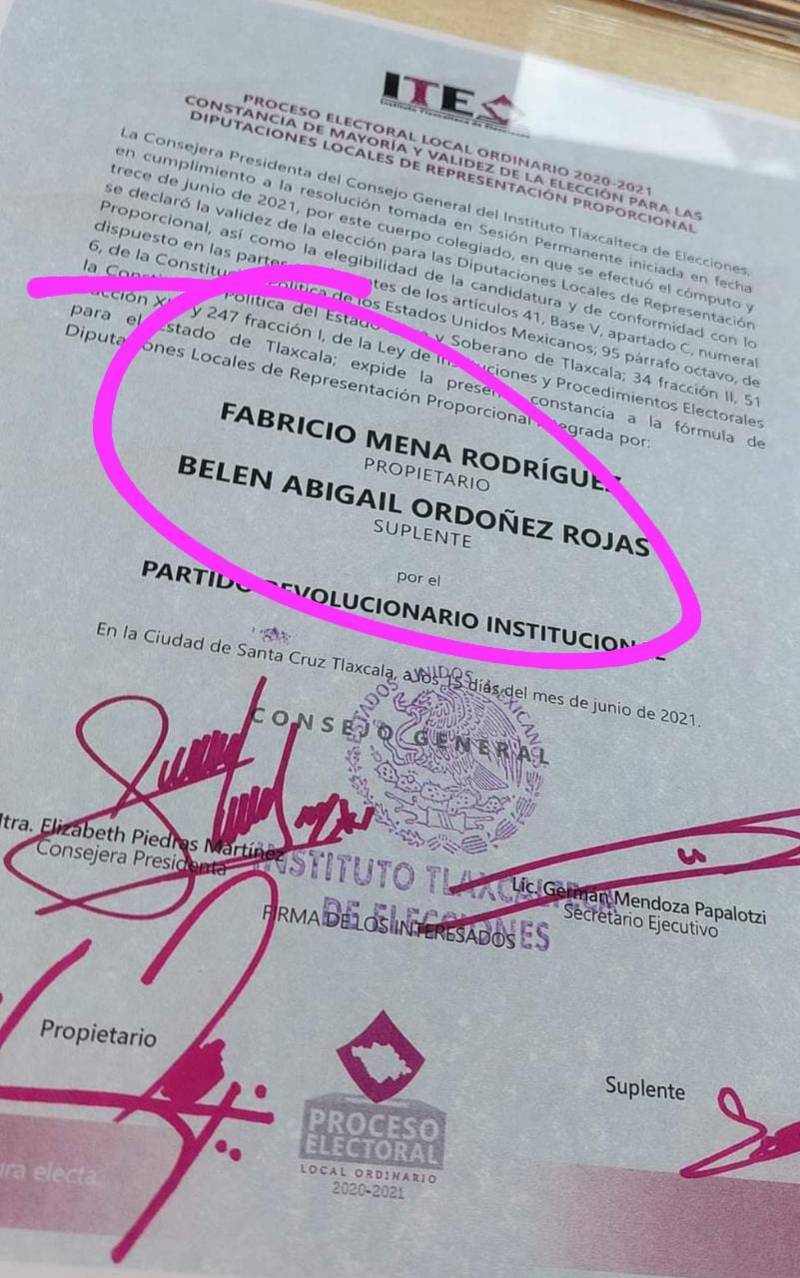 ITE
Instituto Tlaxcalteca de Elecciones
PROCESO ELECTORAL LOCAL ORDINARIO 2020-2021
CONSTANCIA DE MAYORÍA Y VALIDEZ DE LA ELECCIÓN PARA LAS
DIPUTACIONES LOCALES DE REPRESENTACIÓN PROPORCIONAL
La Consejera Presidenta del Consejo General del Instituto Tlaxcalteca de Elecciones,
en cumplimiento a la resolución tomada en Sesión Permanente iniciada en fecha
trece de junio de 2021, por este cuerpo colegiado, en que se efectuó el cómputo y
se declaró la validez de la elección para las Diputaciones Locales de Representación
Proporcional, así como la elegibilidad de la candidatura y de conformidad con lo
dispuesto en las partes de los artículos 41, Base V, apartado C, numeral
6, de la Constitución Política de los Estados Unidos Mexicanos; 95 párrafo octavo, de
la Política del Estado y Soberano de Tlaxcala; 34 fracción II, 51
y 247 fracción I, de la Ley de Instituciones y Procedimientos Electorales
para el Estado de Tlaxcala; expide la presente constancia a la fórmula de
Diputaciones Locales de Representación Proporcional integrada por:
FABRICIO MENA RODRÍGUEZ
PROPIETARIO
BELEN ABIGAIL ORDOÑEZ ROJAS
SUPLENTE
por el
PARTIDO REVOLUCIONARIO INSTITUCIONAL
En la Ciudad de Santa Cruz Tlaxcala, a los 15 días del mes de junio de 2021.
ESTADOS UNIDOS MEXICANOS
CONSEJO GENERAL
Mtra. Elizabeth Piedras Martínez
Consejera Presidenta
INSTITUTO TLAXCALTECA
DE ELECCIONES
Lic. Germán Mendoza Papalotzi
Secretario Ejecutivo
FIRMA DE LOS INTERESADOS
Propietario
Suplente
PROCESO
ELECTORAL
LOCAL ORDINARIO
2020-2021
electa